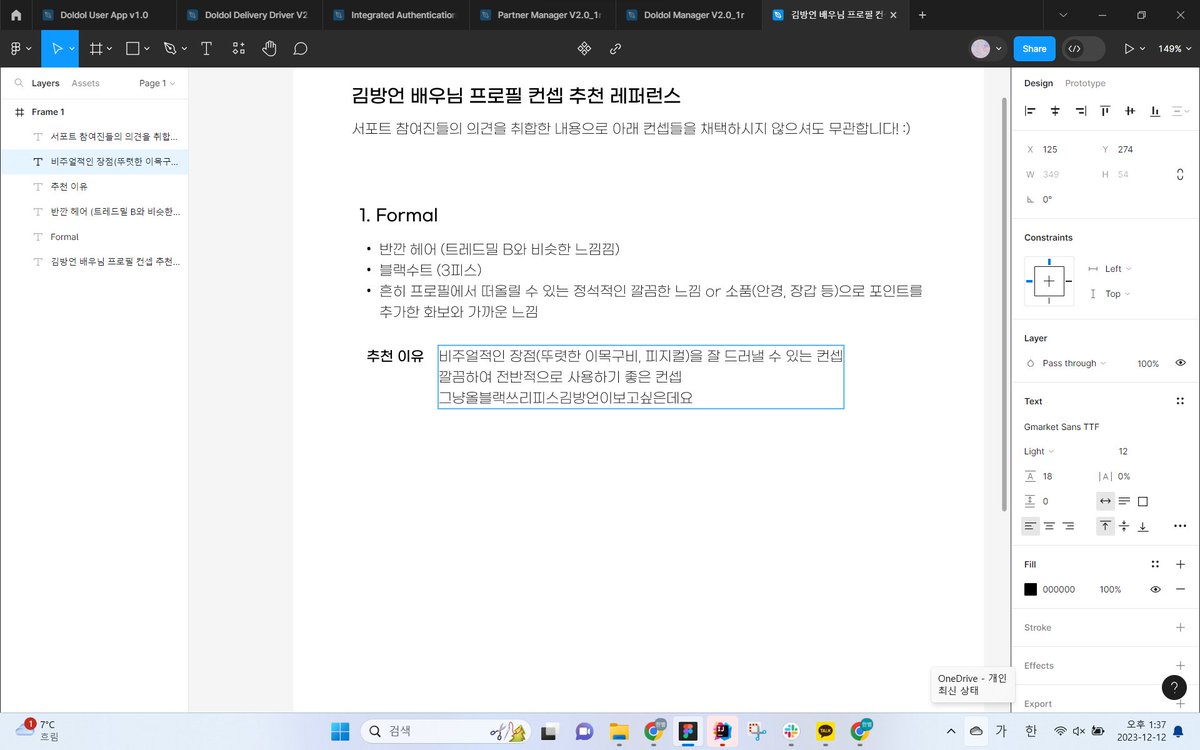 Doldol User App v1.0
Doldol Delivery Driver V2
Integrated Authentication
Partner Manager V2.0_1
Doldol Manager V2.0_1r
김방언 배우님 프로필 컨
Share
149%
Layers
Assets
Page 1
Frame 1
서포트 참여진들의 의견을 취합...
비주얼적인 장점(뚜렷한 이목구...
추천 이유
반깐 헤어 (트레드밀 B와 비슷한...
Formal
김방언 배우님 프로필 컨셉 추천...
김방언 배우님 프로필 컨셉 추천 레퍼런스
서포트 참여진들의 의견을 취합한 내용으로 아래 컨셉들을 채택하시지 않으셔도 무관합니다! :)
1. Formal
• 반깐 헤어 (트레드밀 B와 비슷한 느낌낌)
• 블랙수트 (3피스)
• 흔히 프로필에서 떠올릴 수 있는 정석적인 깔끔한 느낌 or 소품(안경, 장갑 등)으로 포인트를
추가한 화보와 가까운 느낌
추천 이유
비주얼적인 장점(뚜렷한 이목구비, 피지컬)을 잘 드러낼 수 있는 컨셉
깔끔하여 전반적으로 사용하기 좋은 컨셉
그냥올블랙쓰리피스김방언이보고싶은데요
Design
Prototype
X 125
Y 274
W 349
H 54
0°
Constraints
Left
Top
Layer
Pass through
100%
Text
Gmarket Sans TTF
Light
12
18
|A| 0%
0
Fill
000000
100%
Stroke
Effects
Export
?
OneDrive - 개인
최신 상태
1
7°C
흐림
검색
TALK
가
한
오후 1:37
2023-12-12